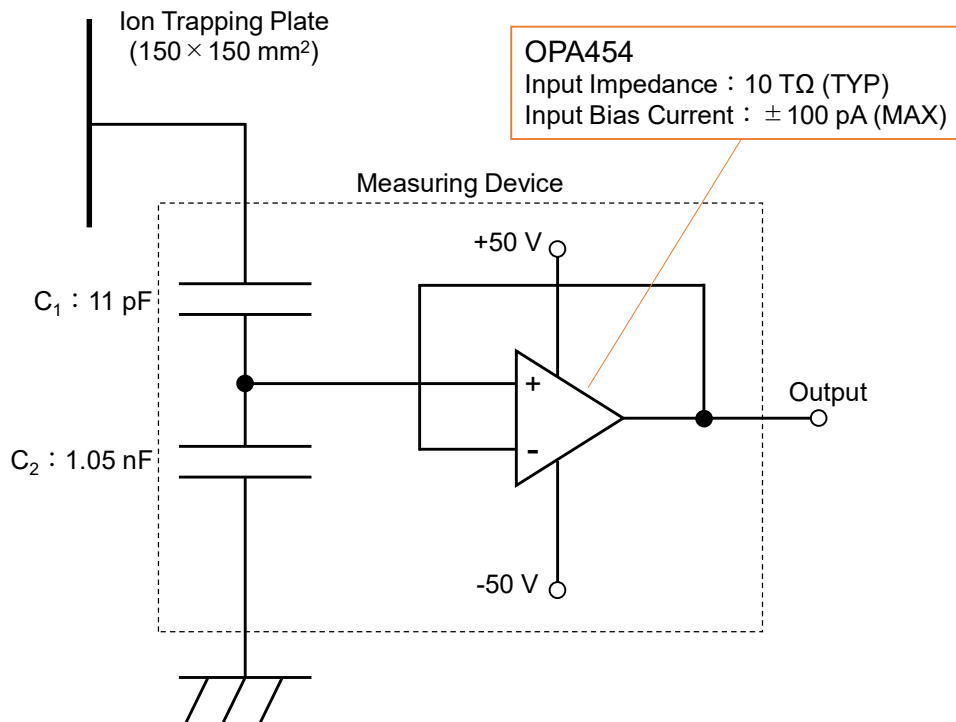 Ion Trapping Plate
(150×150 mm²)
OPA454
Input Impedance：10 TΩ (TYP)
Input Bias Current：±100 pA (MAX)
Measuring Device
+50 V
C₁：11 pF
+
Output
-
C₂：1.05 nF
-50 V